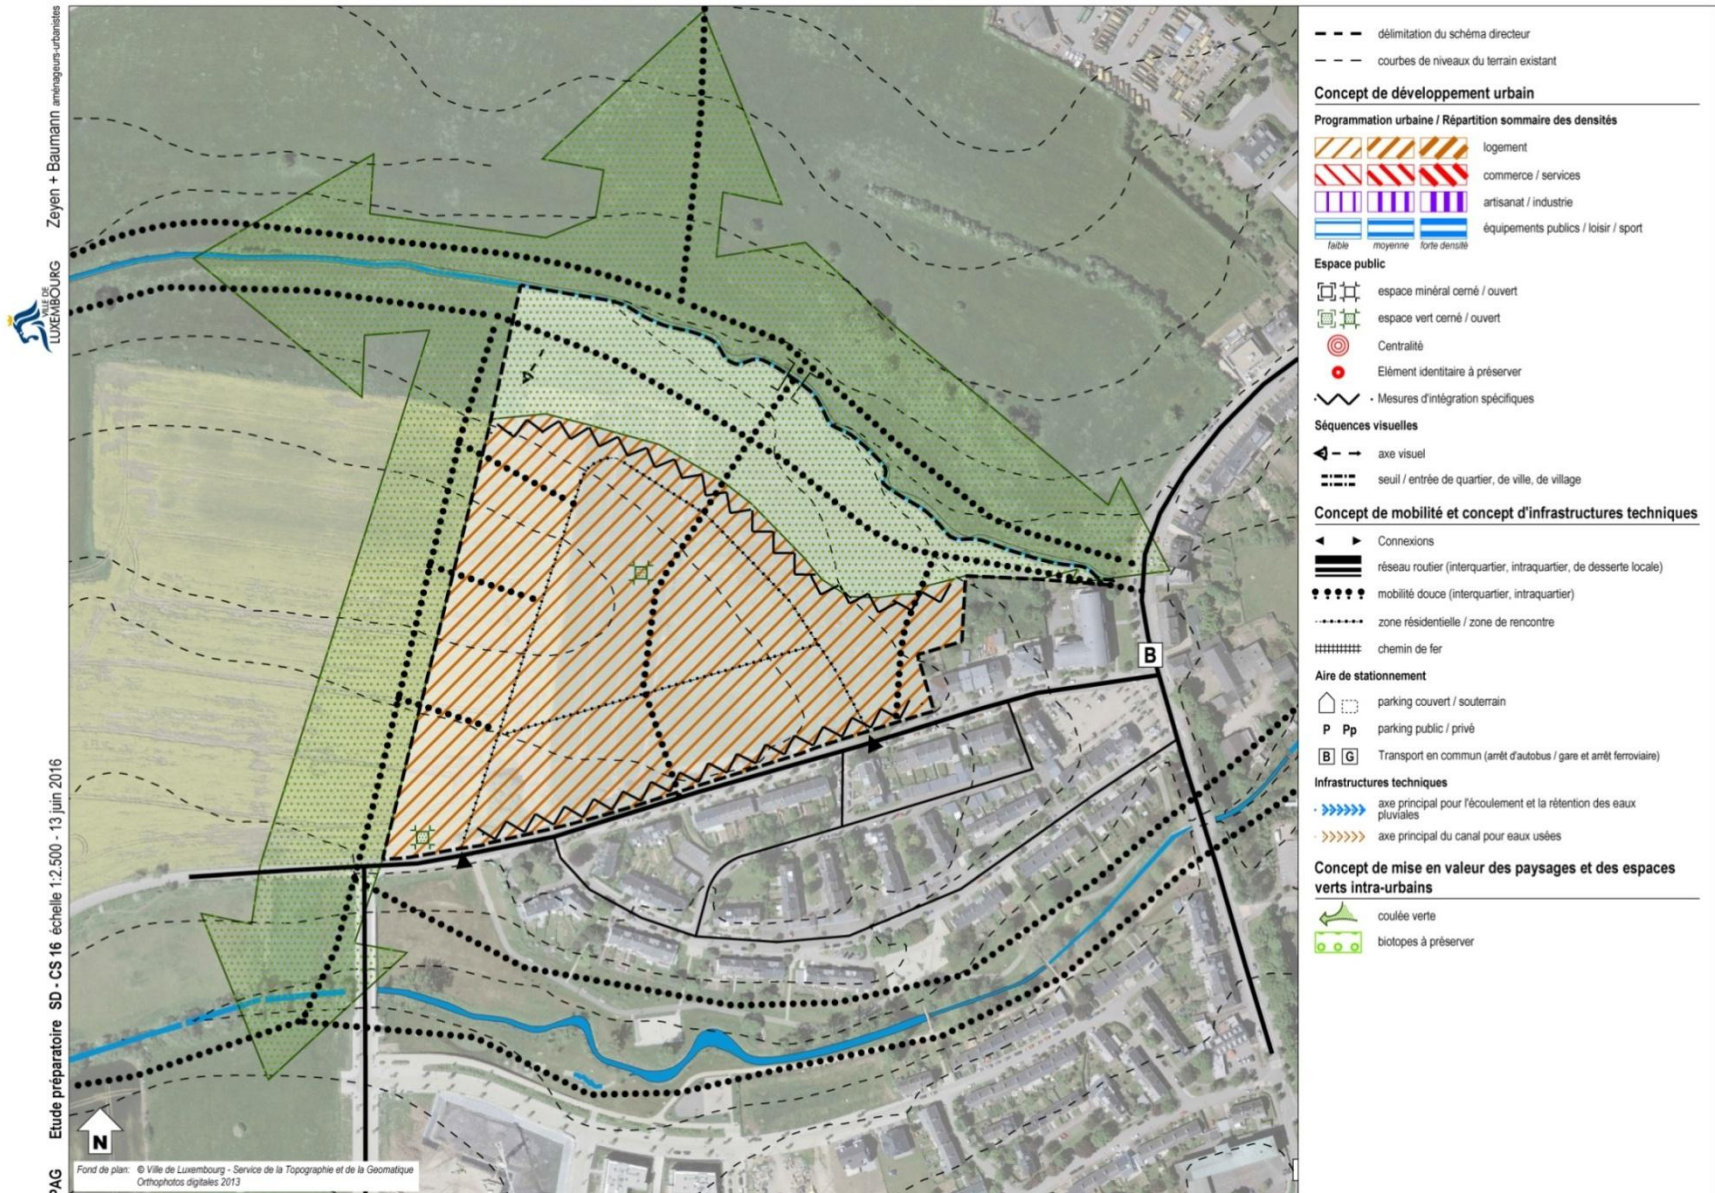 Zeyen + Baumann aménageurs-urbanistes
VILLE DE
LUXEMBOURG
PAG Etude préparatoire SD - CS 16 échelle 1:2.500 - 13 juin 2016
B
N
Fond de plan: © Ville de Luxembourg - Service de la Topographie et de la Geomatique
Orthophotos digitales 2013
délimitation du schéma directeur
courbes de niveaux du terrain existant
Concept de développement urbain
Programmation urbaine / Répartition sommaire des densités
logement
commerce / services
artisanat / industrie
équipements publics / loisir / sport
faible moyenne forte densité
Espace public
espace minéral cerné / ouvert
espace vert cerné / ouvert
Centralité
Elément identitaire à préserver
Mesures d'intégration spécifiques
Séquences visuelles
axe visuel
seuil / entrée de quartier, de ville, de village
Concept de mobilité et concept d'infrastructures techniques
Connexions
réseau routier (interquartier, intraquartier, de desserte locale)
mobilité douce (interquartier, intraquartier)
zone résidentielle / zone de rencontre
chemin de fer
Aire de stationnement
parking couvert / souterrain
P Pp parking public / privé
B G Transport en commun (arrêt d'autobus / gare et arrêt ferroviaire)
Infrastructures techniques
axe principal pour l'écoulement et la rétention des eaux
pluviales
axe principal du canal pour eaux usées
Concept de mise en valeur des paysages et des espaces
verts intra-urbains
coulée verte
biotopes à préserver